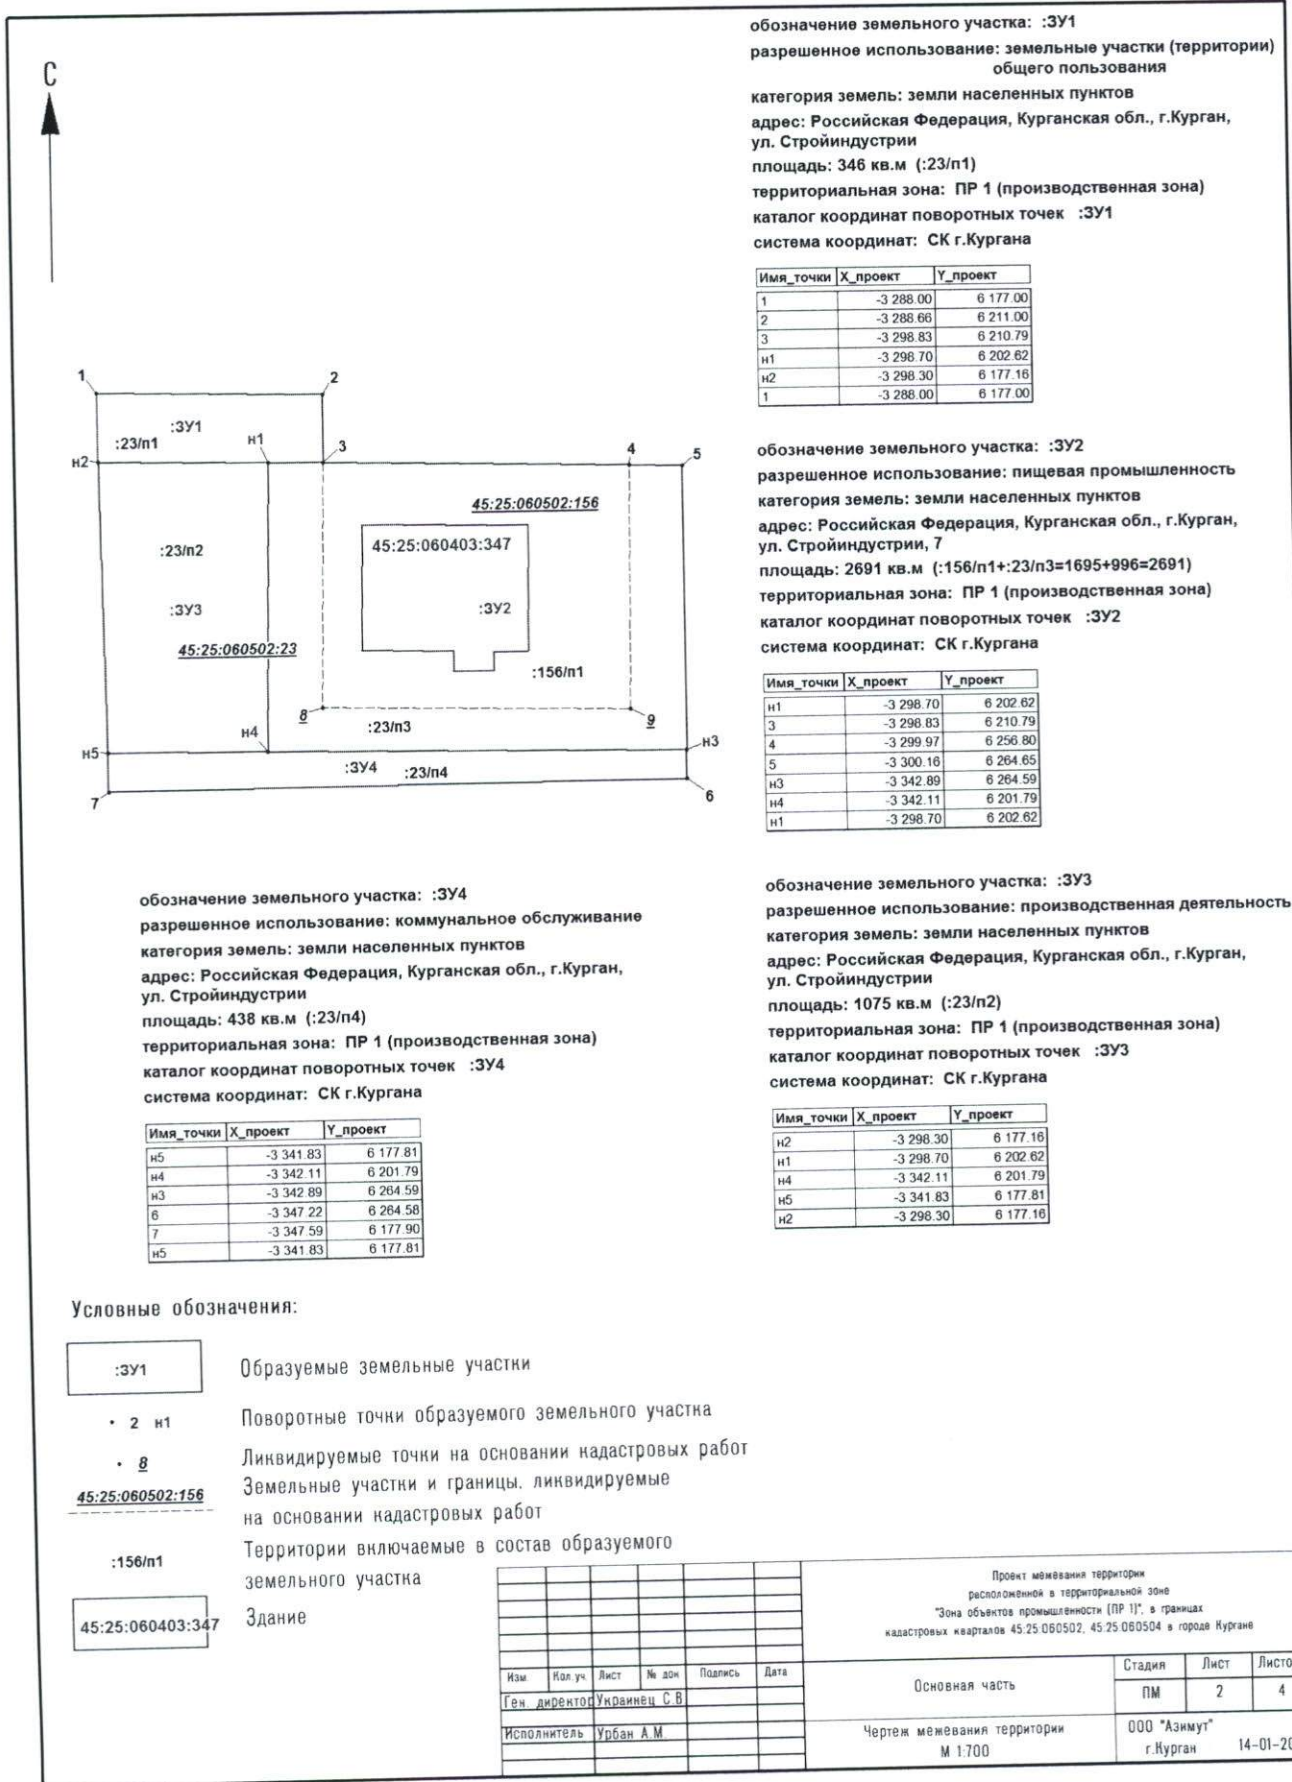 С
обозначение земельного участка: :ЗУ1
разрешенное использование: земельные участки (территории)
общего пользования
категория земель: земли населенных пунктов
адрес: Российская Федерация, Курганская обл., г.Курган,
ул. Стройиндустрии
площадь: 346 кв.м (:23/п1)
территориальная зона: ПР 1 (производственная зона)
каталог координат поворотных точек :ЗУ1
система координат: СК г.Кургана
Имя_точки X_проект Y_проект
1 -3 288.00 6 177.00
2 -3 288.66 6 211.00
3 -3 298.83 6 210.79
н1 -3 298.70 6 202.62
н2 -3 298.30 6 177.16
1 -3 288.00 6 177.00
1 2
:ЗУ1
:23/п1 н1 3 4 5
н2
45:25:060502:156
45:25:060403:347
:23/п2
:ЗУ3 :ЗУ2
45:25:060502:23
:156/п1
8 9
:23/п3
н4 н3
н5
:ЗУ4 :23/п4
7 6
обозначение земельного участка: :ЗУ2
разрешенное использование: пищевая промышленность
категория земель: земли населенных пунктов
адрес: Российская Федерация, Курганская обл., г.Курган,
ул. Стройиндустрии, 7
площадь: 2691 кв.м (:156/п1+:23/п3=1695+996=2691)
территориальная зона: ПР 1 (производственная зона)
каталог координат поворотных точек :ЗУ2
система координат: СК г.Кургана
Имя_точки X_проект Y_проект
н1 -3 298.70 6 202.62
3 -3 298.83 6 210.79
4 -3 299.97 6 256.80
5 -3 300.16 6 264.65
н3 -3 342.89 6 264.59
н4 -3 342.11 6 201.79
н1 -3 298.70 6 202.62
обозначение земельного участка: :ЗУ4
разрешенное использование: коммунальное обслуживание
категория земель: земли населенных пунктов
адрес: Российская Федерация, Курганская обл., г.Курган,
ул. Стройиндустрии
площадь: 438 кв.м (:23/п4)
территориальная зона: ПР 1 (производственная зона)
каталог координат поворотных точек :ЗУ4
система координат: СК г.Кургана
Имя_точки X_проект Y_проект
н5 -3 341.83 6 177.81
н4 -3 342.11 6 201.79
н3 -3 342.89 6 264.59
6 -3 347.22 6 264.58
7 -3 347.59 6 177.90
н5 -3 341.83 6 177.81
обозначение земельного участка: :ЗУ3
разрешенное использование: производственная деятельность
категория земель: земли населенных пунктов
адрес: Российская Федерация, Курганская обл., г.Курган,
ул. Стройиндустрии
площадь: 1075 кв.м (:23/п2)
территориальная зона: ПР 1 (производственная зона)
каталог координат поворотных точек :ЗУ3
система координат: СК г.Кургана
Имя_точки X_проект Y_проект
н2 -3 298.30 6 177.16
н1 -3 298.70 6 202.62
н4 -3 342.11 6 201.79
н5 -3 341.83 6 177.81
н2 -3 298.30 6 177.16
Условные обозначения:
:ЗУ1 Образуемые земельные участки
2 н1 Поворотные точки образуемого земельного участка
8 Ликвидируемые точки на основании кадастровых работ
45:25:060502:156 Земельные участки и границы, ликвидируемые
на основании кадастровых работ
:156/п1 Территории включаемые в состав образуемого
земельного участка
45:25:060403:347 Здание
Проект межевания территории
расположенной в территориальной зоне
"Зона объектов промышленности (ПР 1)", в границах
кадастровых кварталов 45:25:060502, 45:25:060504 в городе Кургане
Изм. Кол.уч. Лист № док Подпись Дата
Ген. директор Украинец С.В.
Исполнитель Урбан А.М.
Основная часть
Стадия Лист Листо
ПМ 2 4
Чертеж межевания территории
М 1:700
ООО "Азимут"
г.Курган 14-01-20